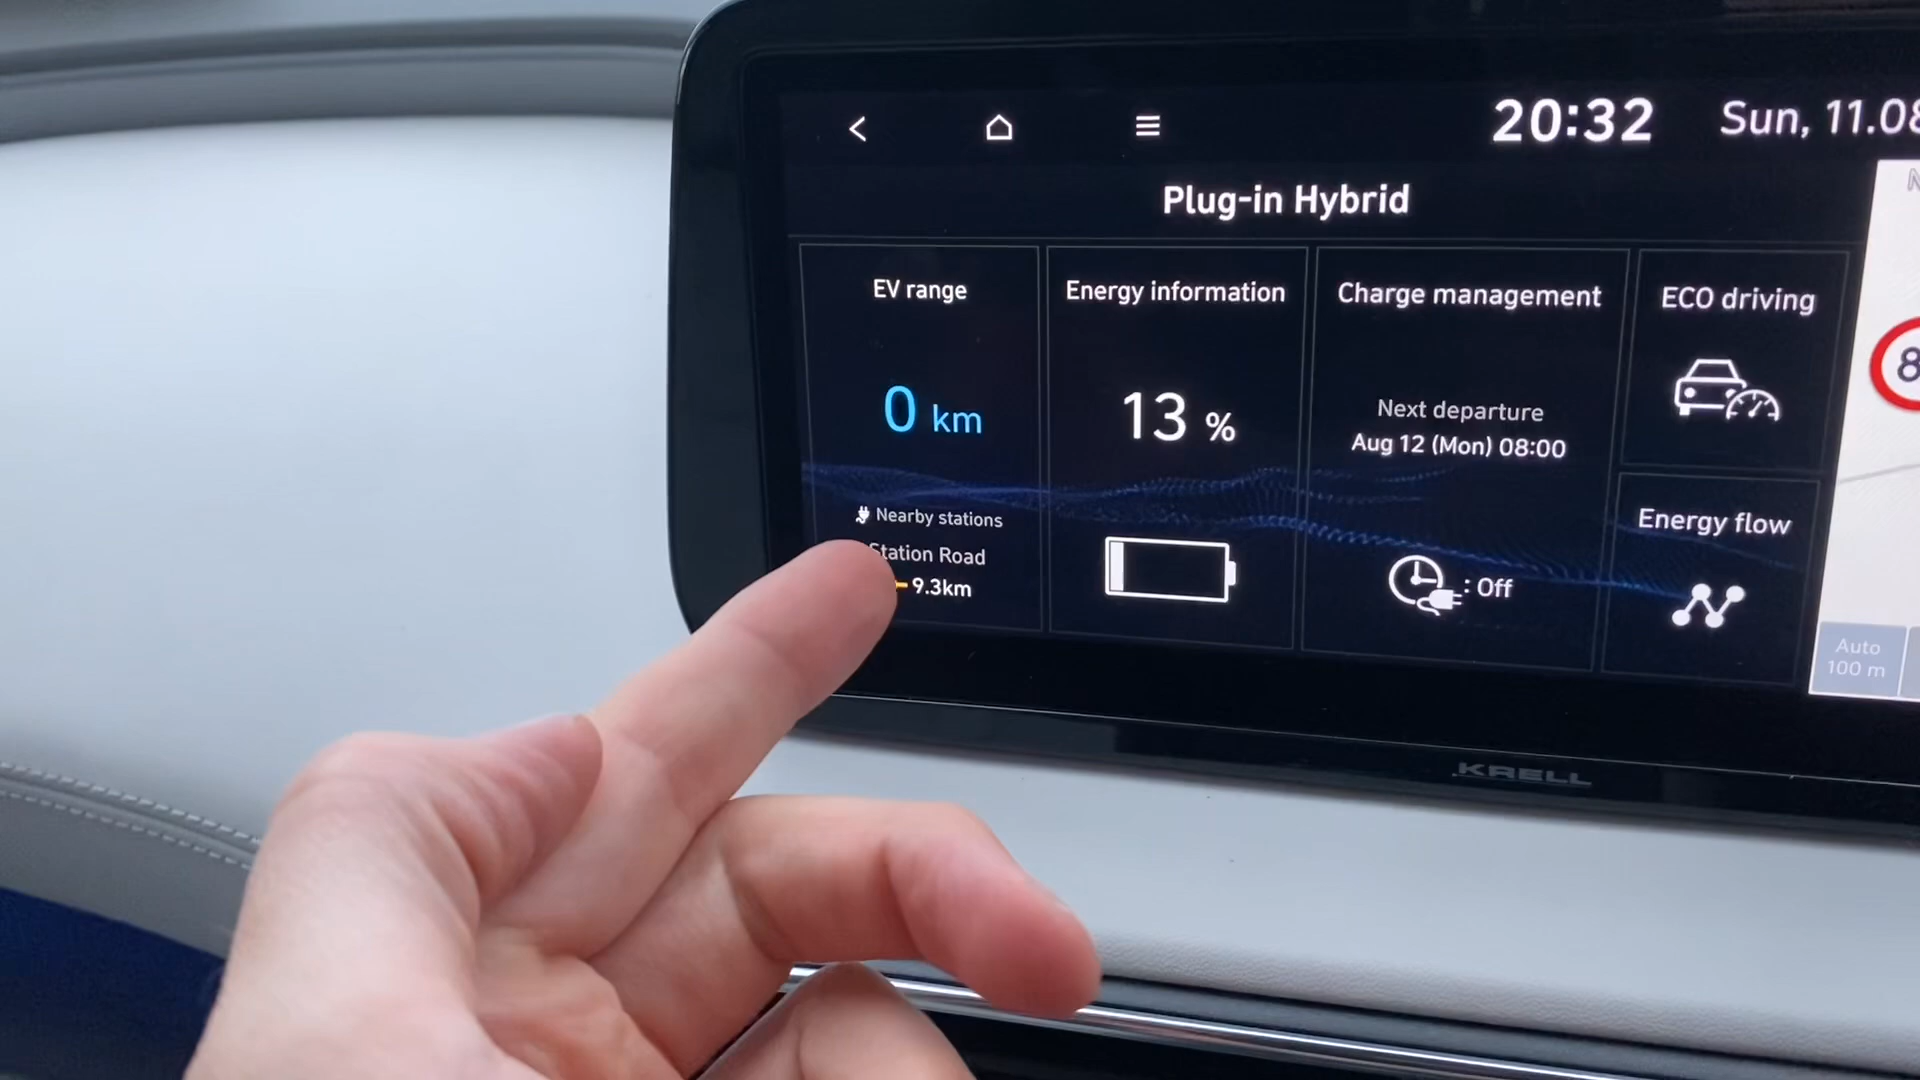 20:32
Sun, 11.08
Plug-in Hybrid
EV range
0 km
Nearby stations
Station Road
9.3km
Energy information
13 %
Charge management
Next departure
Aug 12 (Mon) 08:00
: Off
ECO driving
Energy flow
N
8
Auto
100 m
KRELL